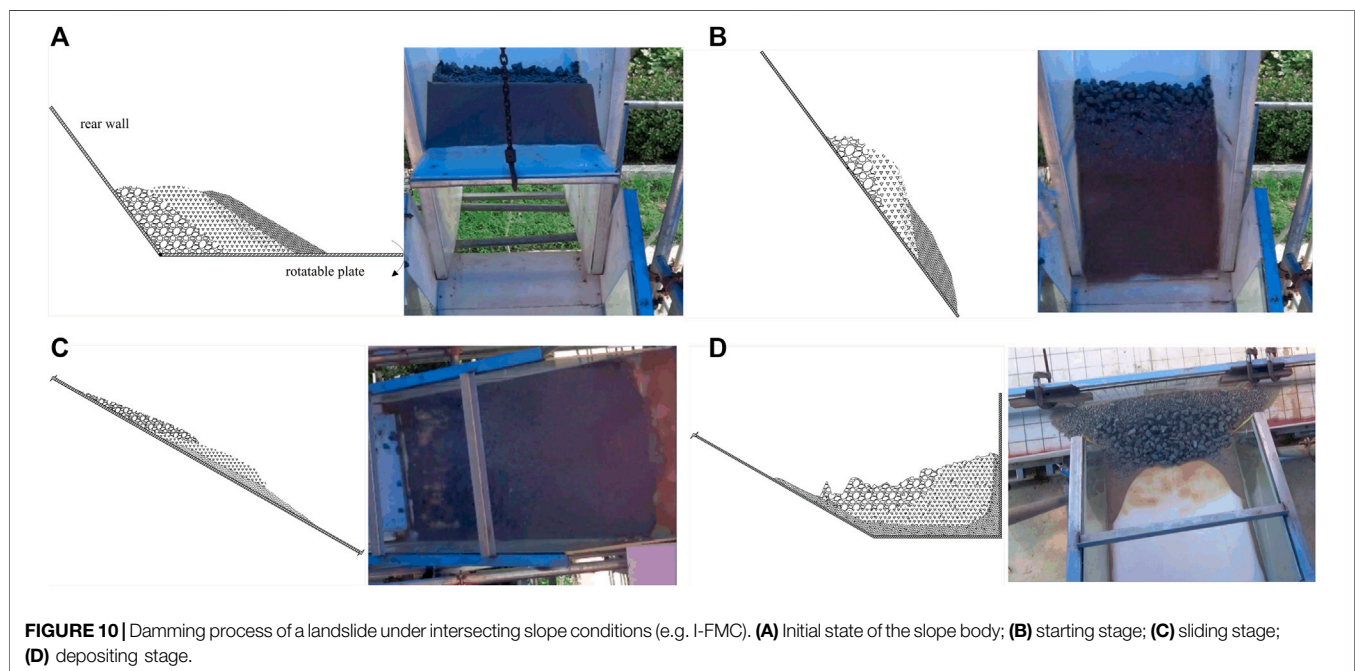 A
B
rear wall
rotatable plate
C
D
FIGURE 10 | Damming process of a landslide under intersecting slope conditions (e.g. I-FMC). (A) Initial state of the slope body; (B) starting stage; (C) sliding stage;
(D) depositing stage.